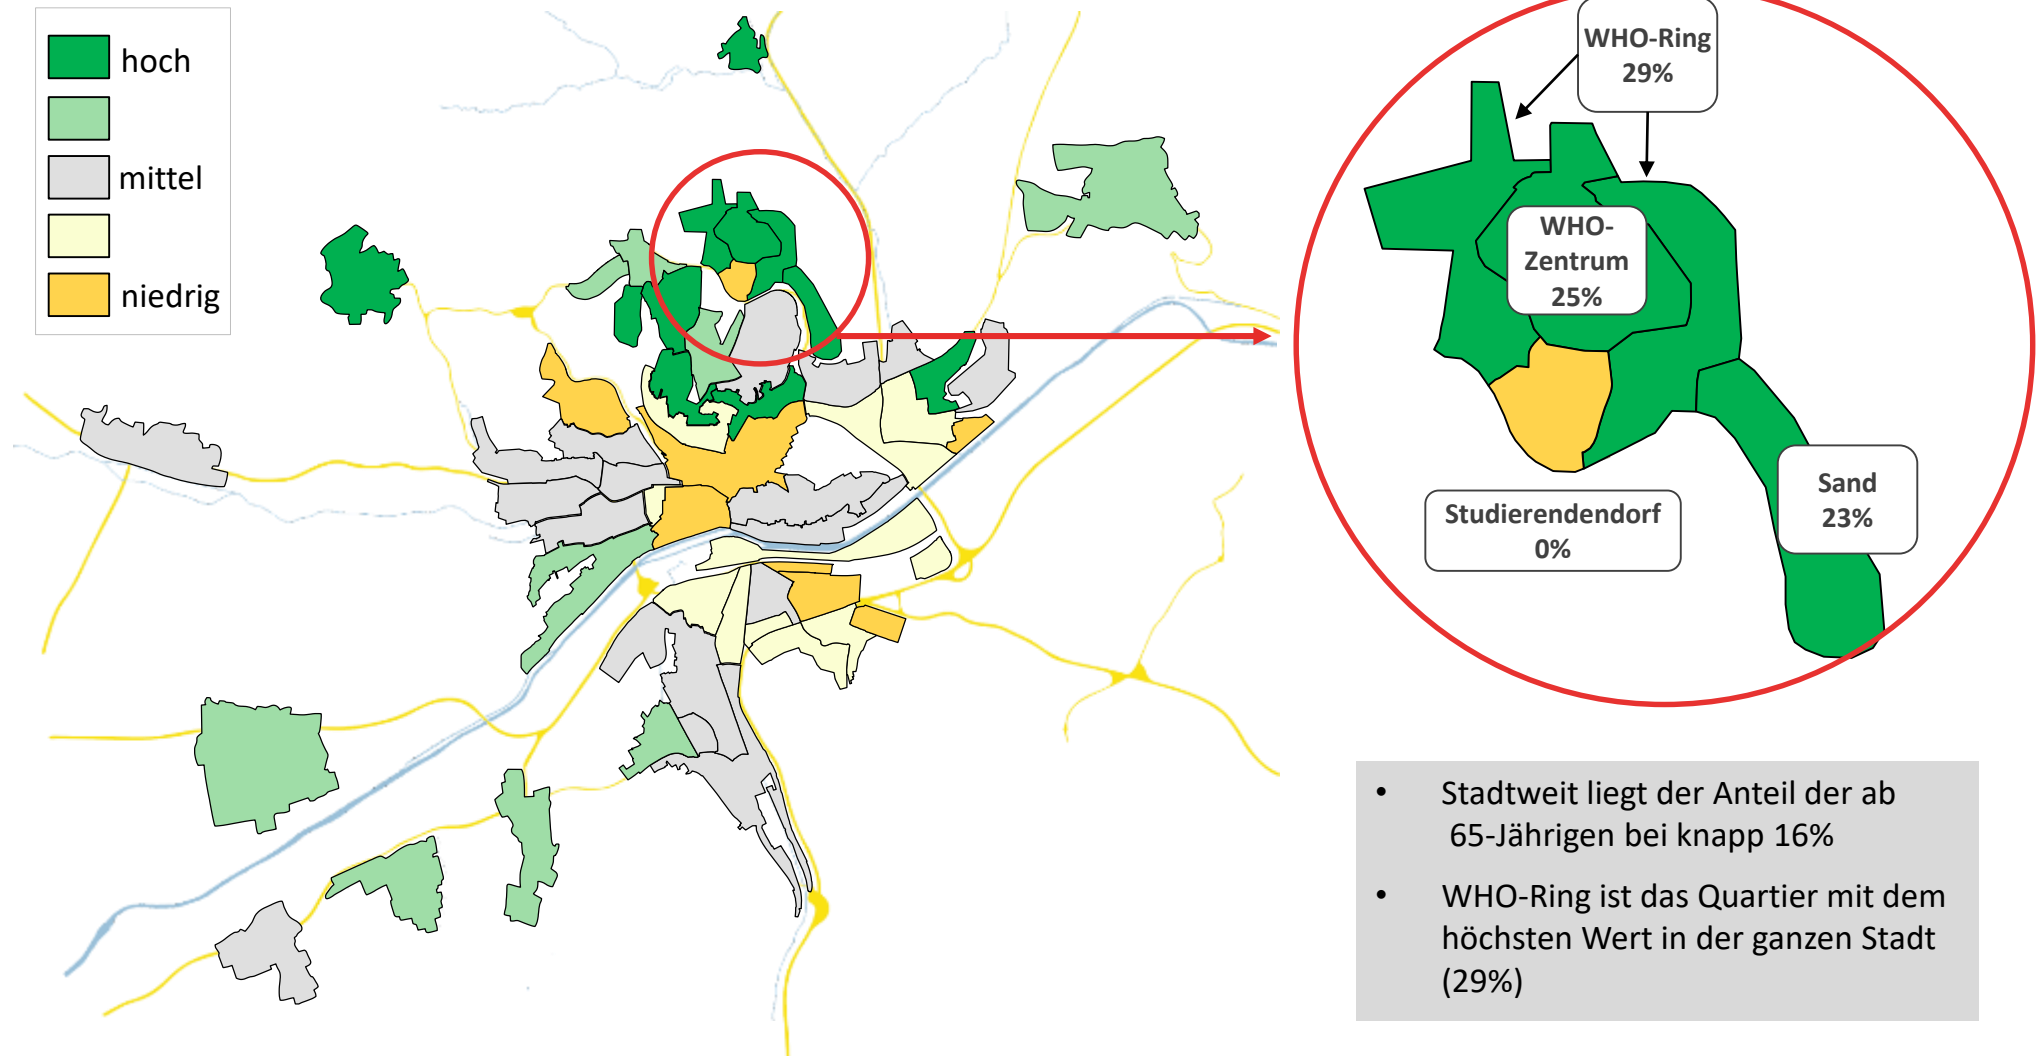 hoch
mittel
niedrig
WHO-Ring
29%
WHO-
Zentrum
25%
Studierendendorf
0%
Sand
23%
• Stadtweit liegt der Anteil der ab
65-Jährigen bei knapp 16%
• WHO-Ring ist das Quartier mit dem
höchsten Wert in der ganzen Stadt
(29%)